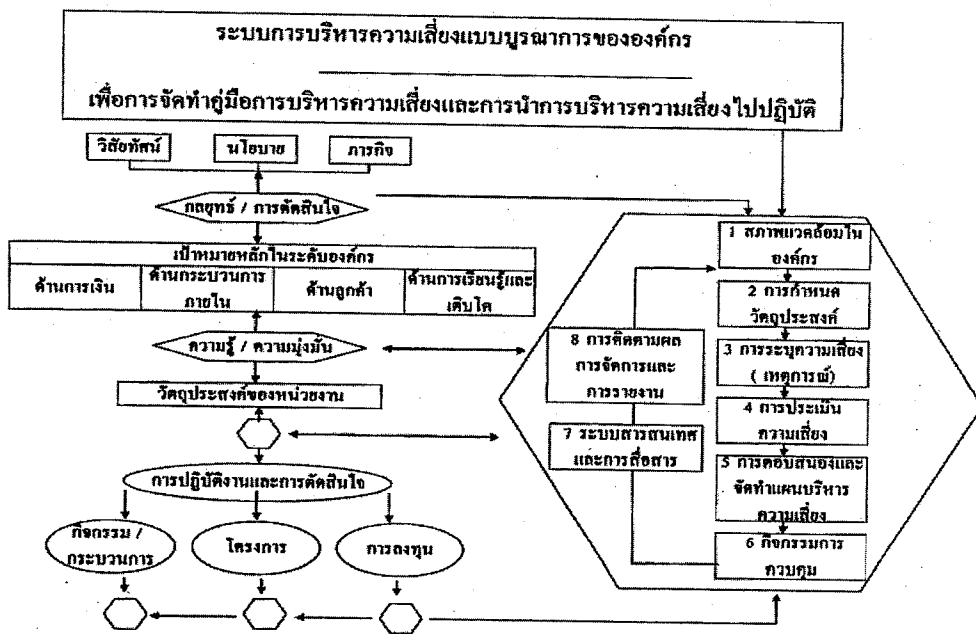 ระบบการบริหารความเสี่ยงแบบบูรณาการขององค์กร
เพื่อการจัดทำคู่มือการบริหารความเสี่ยงและการนำการบริหารความเสี่ยงไปปฏิบัติ
วิสัยทัศน์
นโยบาย
ภารกิจ
กลยุทธ์ / การตัดสินใจ
เป้าหมายหลักในระดับองค์กร
ด้านการเงิน
ด้านกระบวนการ
ภายใน
ด้านลูกค้า
ด้านการเรียนรู้และ
เติบโต
ความรู้ / ความมุ่งมั่น
วัตถุประสงค์ของหน่วยงาน
การปฏิบัติงานและการตัดสินใจ
กิจกรรม /
กระบวนการ
โครงการ
การลงทุน
1 สภาพแวดล้อมใน
องค์กร
2 การกำหนด
วัตถุประสงค์
3 การระบุความเสี่ยง
( เหตุการณ์)
4 การประเมิน
ความเสี่ยง
5 การตอบสนองและ
จัดทำแผนบริหาร
ความเสี่ยง
6 กิจกรรมการ
ควบคุม
7 ระบบสารสนเทศ
และการสื่อสาร
8 การติดตามผล
การจัดการและ
การรายงาน